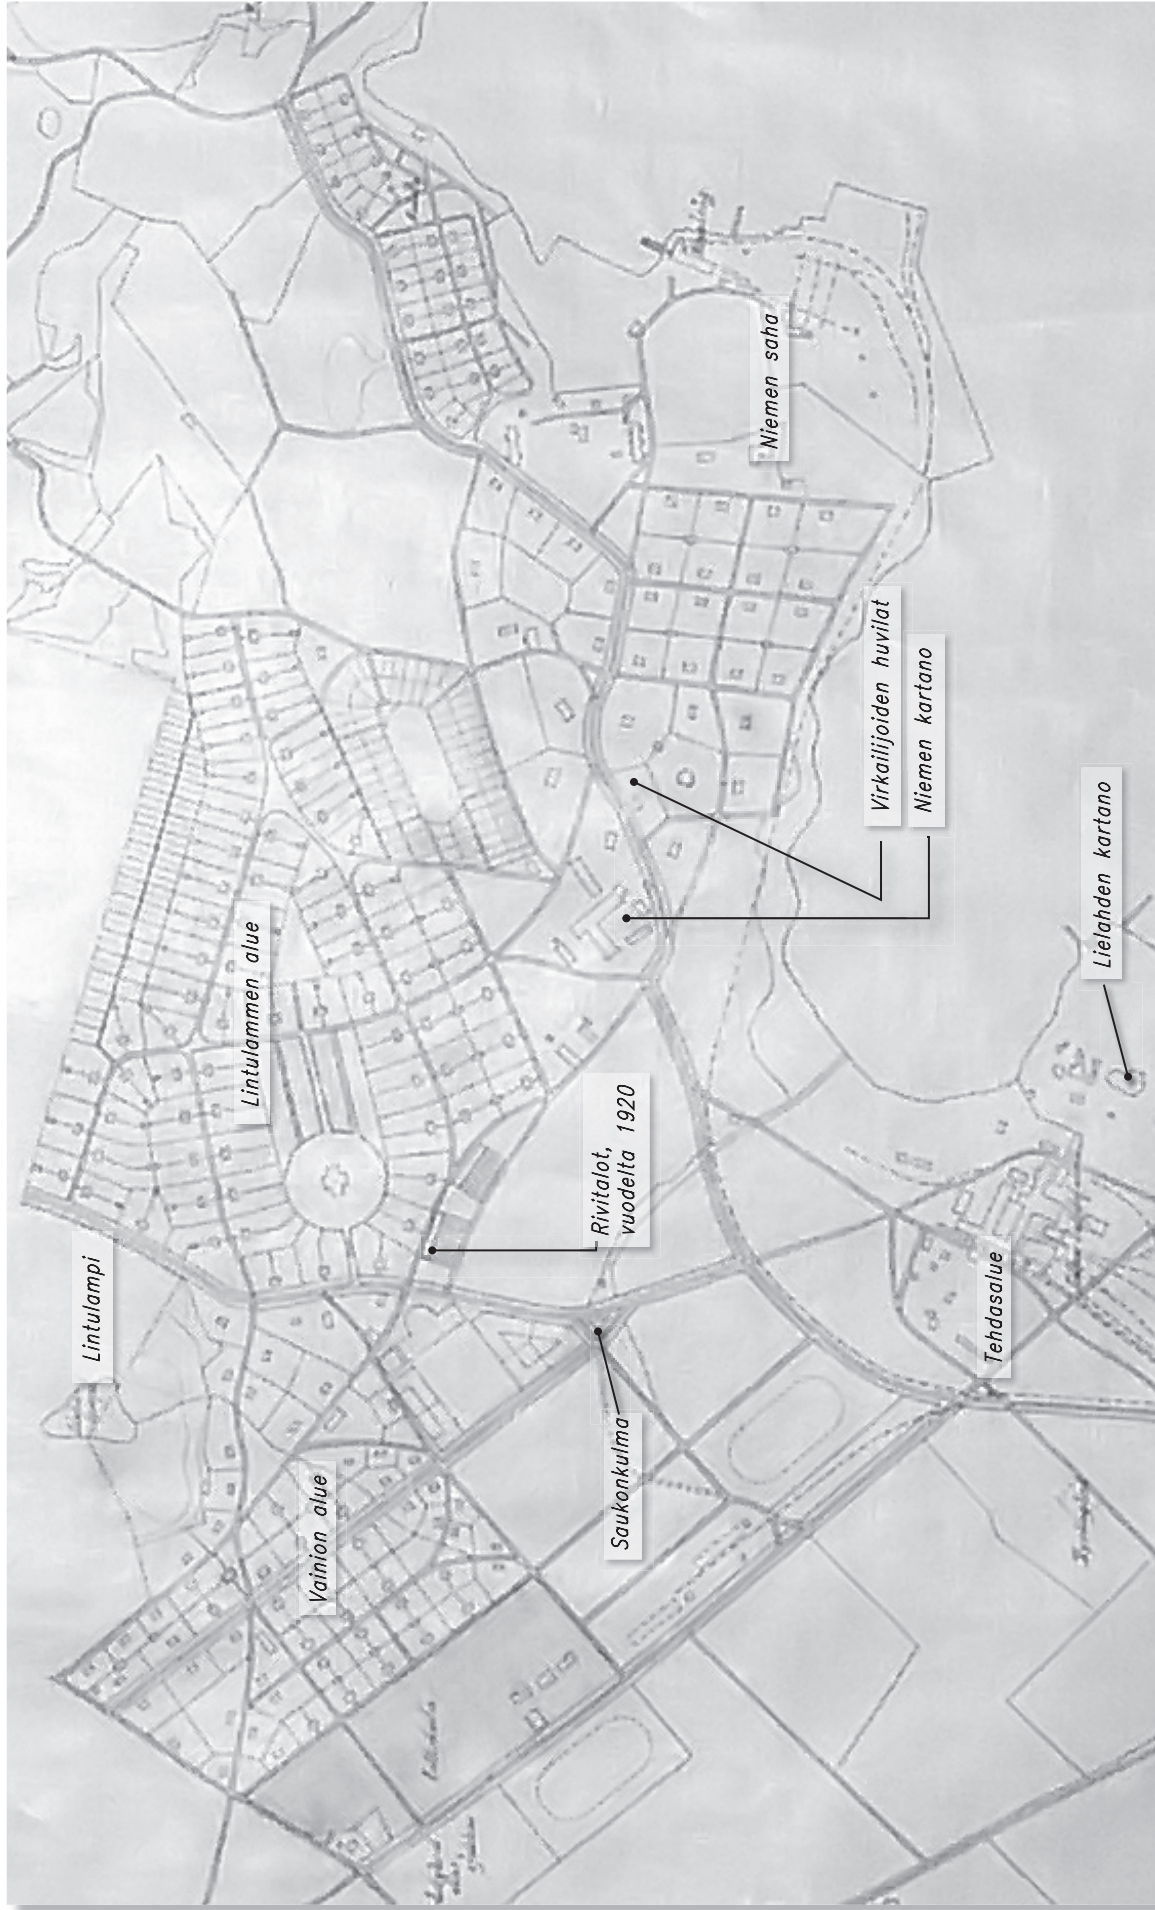 Lintulampi
Vainion alue
Lintulammen alue
Rivitalot,
vuodelta 1920
Saukonkulma
Niemen saha
Virkailijoiden huvilat
Niemen kartano
Lielahden kartano
Tehdasalue